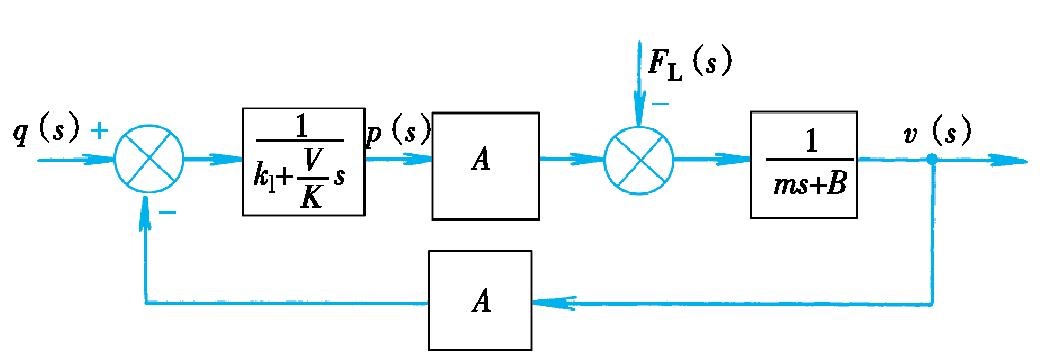 F_L (s)
−
q (s) +
1
k_l + V/K s
p (s)
A
1
ms+B
v (s)
−
A